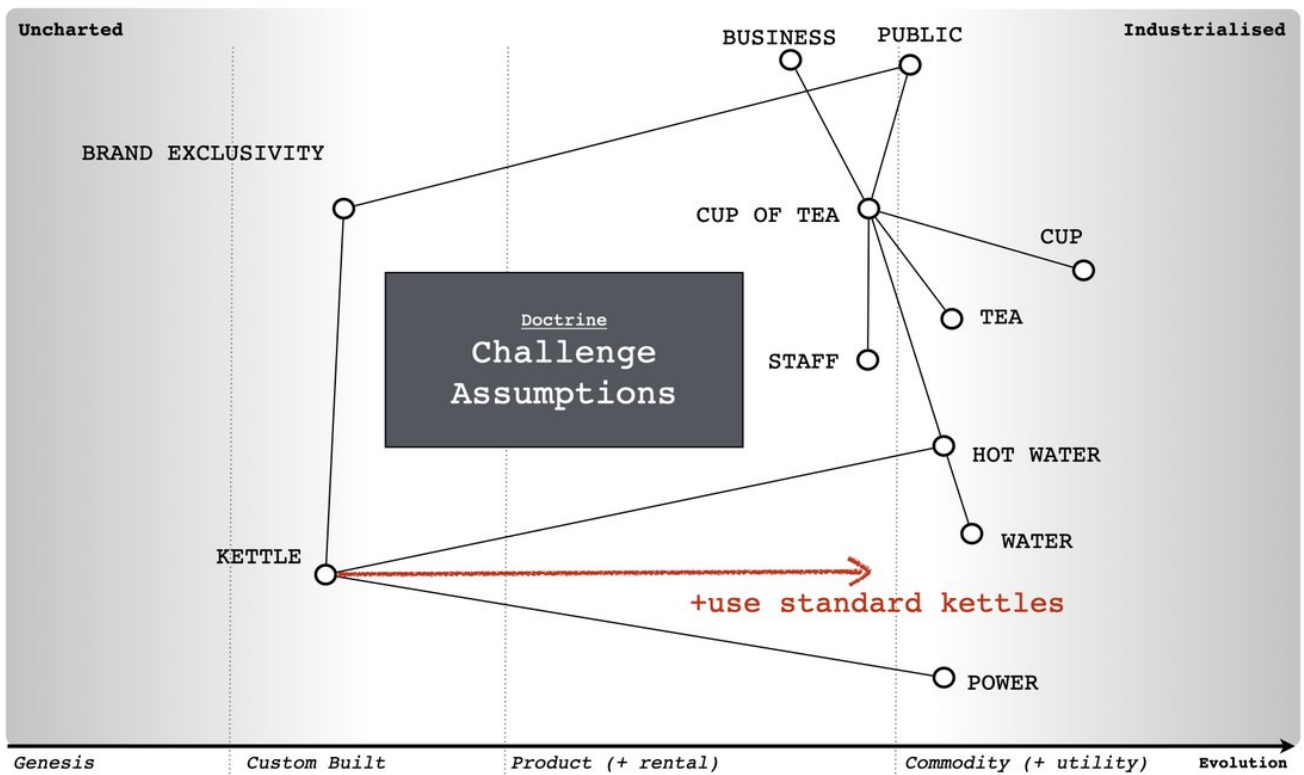 Uncharted
Industrialised
BUSINESS
PUBLIC
BRAND EXCLUSIVITY
CUP OF TEA
CUP
TEA
STAFF
Doctrine
Challenge
Assumptions
HOT WATER
WATER
KETTLE
+use standard kettles
POWER
Genesis
Custom Built
Product (+ rental)
Commodity (+ utility)
Evolution